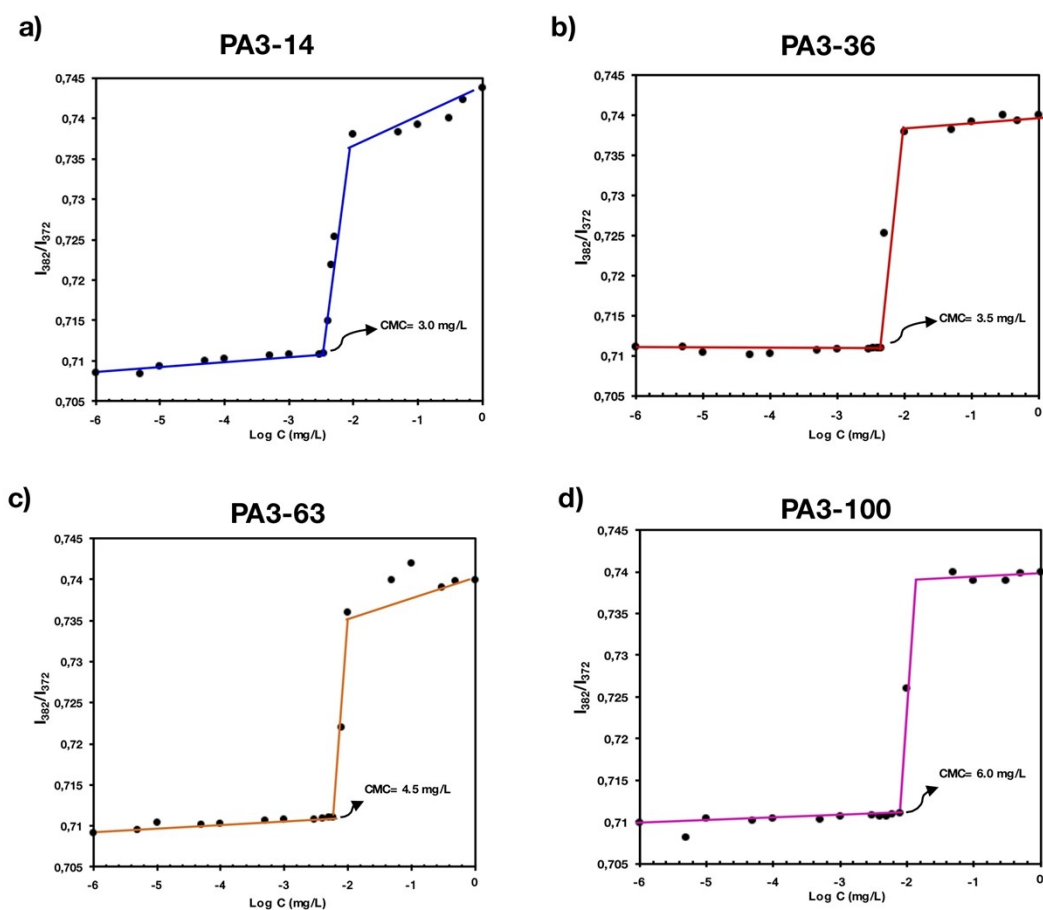 a)
PA3-14
0,745
0,74
0,735
0,73
0,725
0,72
0,715
0,71
0,705
I382/I372
CMC= 3.0 mg/L
-6 -5 -4 -3 -2 -1 0
Log C (mg/L)
b)
PA3-36
0,745
0,74
0,735
0,73
0,725
0,72
0,715
0,71
0,705
I382/I372
CMC= 3.5 mg/L
-6 -5 -4 -3 -2 -1 0
Log C (mg/L)
c)
PA3-63
0,745
0,74
0,735
0,73
0,725
0,72
0,715
0,71
0,705
I382/I372
CMC= 4.5 mg/L
-6 -5 -4 -3 -2 -1 0
Log C (mg/L)
d)
PA3-100
0,745
0,74
0,735
0,73
0,725
0,72
0,715
0,71
0,705
I382/I372
CMC= 6.0 mg/L
-6 -5 -4 -3 -2 -1 0
Log C (mg/L)